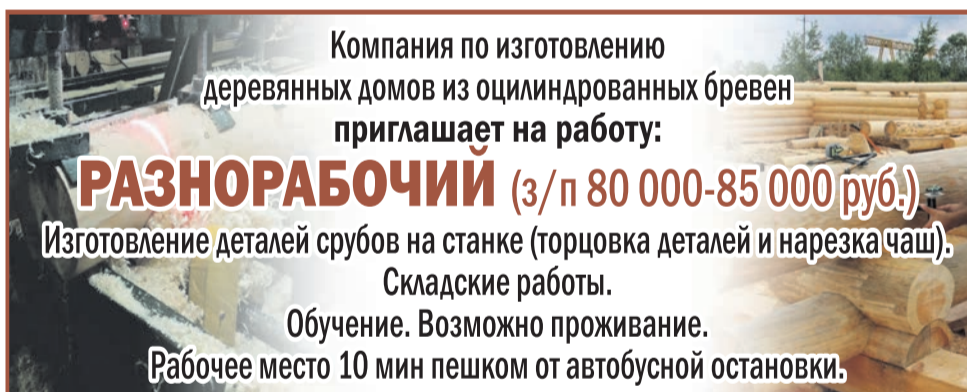 Компания по изготовлению
деревянных домов из оцилиндрованных бревен
приглашает на работу:
РАЗНОРАБОЧИЙ (з/п 80 000-85 000 руб.)
Изготовление деталей срубов на станке (торцовка деталей и нарезка чаш).
Складские работы.
Обучение. Возможно проживание.
Рабочее место 10 мин пешком от автобусной остановки.